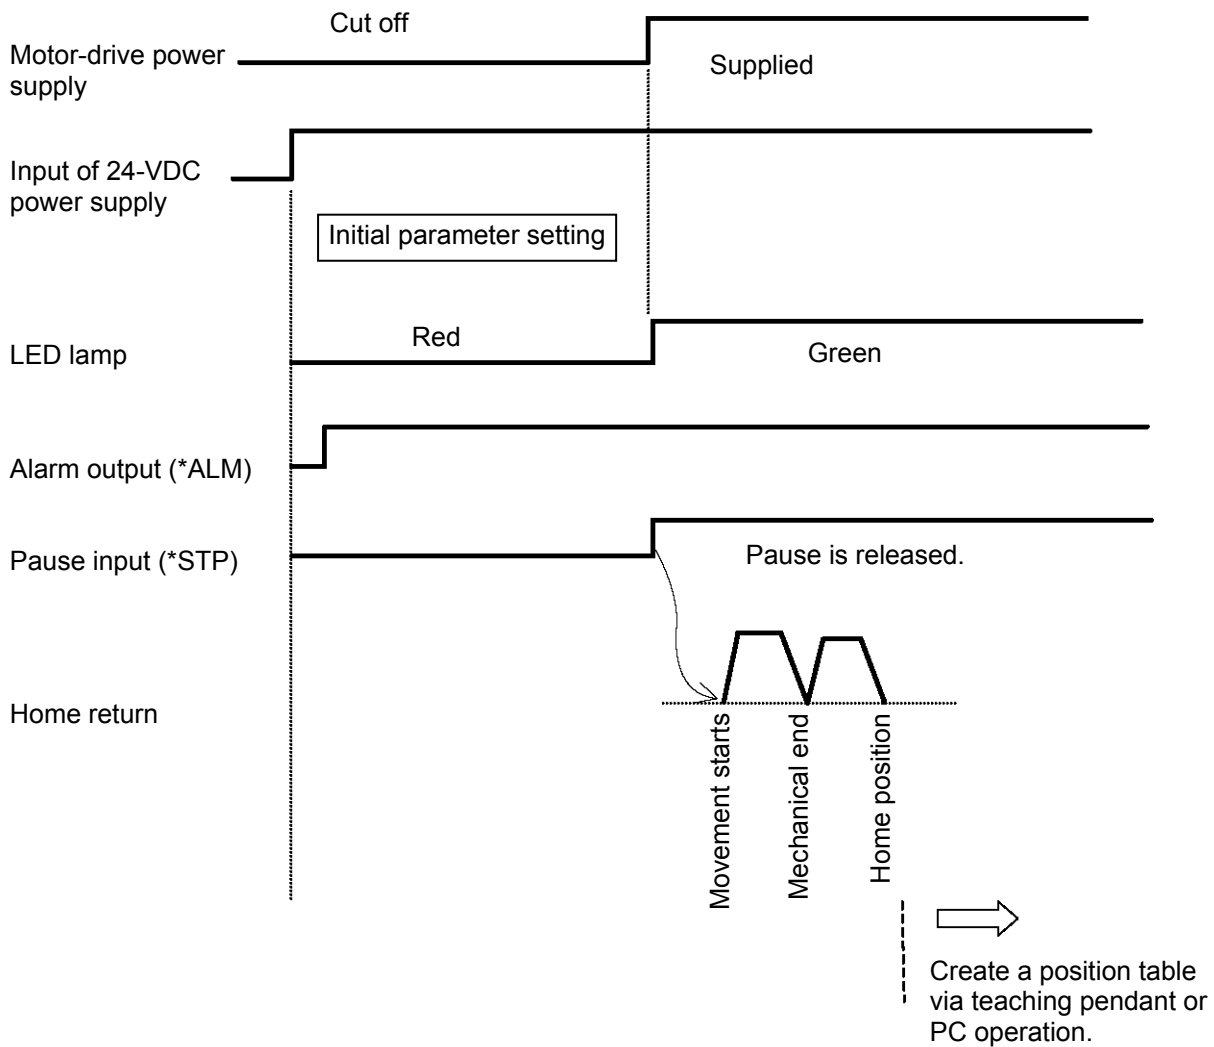 Cut off
Motor-drive power
supply
Supplied
Input of 24-VDC
power supply
Initial parameter setting
Red
LED lamp
Green
Alarm output (*ALM)
Pause input (*STP)
Pause is released.
Home return
Movement starts
Mechanical end
Home position
Create a position table
via teaching pendant or
PC operation.